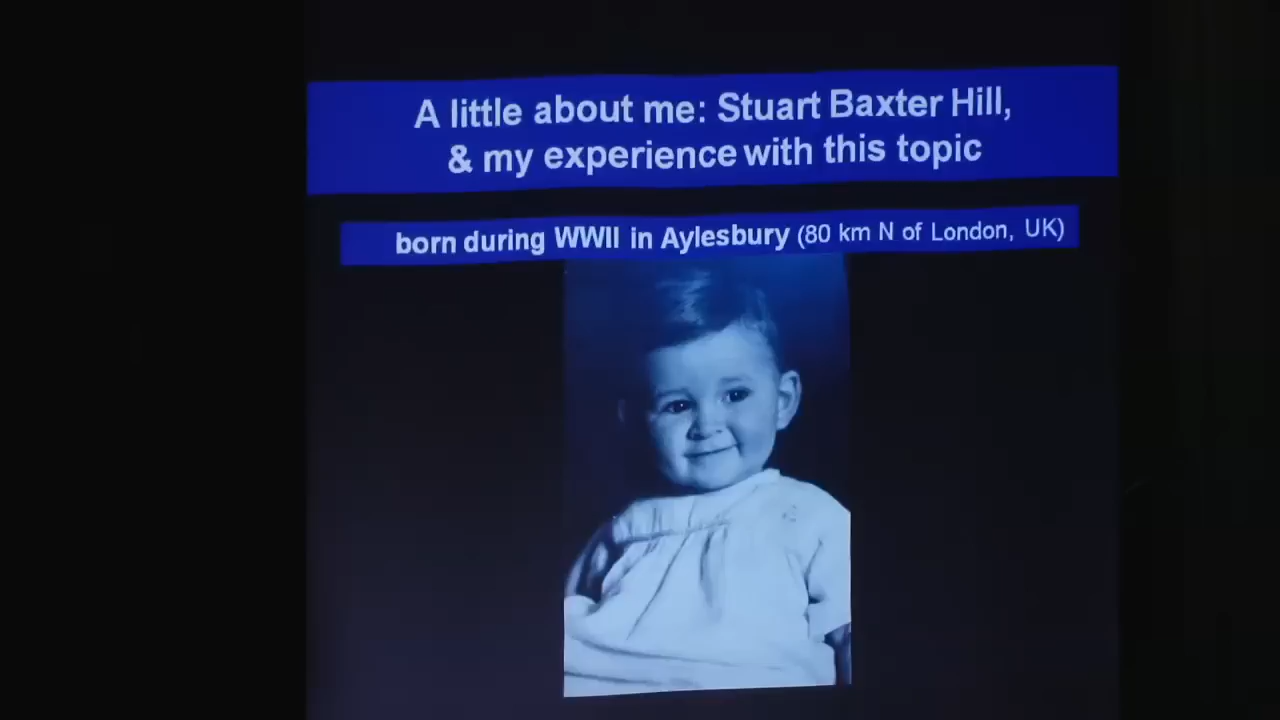 A little about me: Stuart Baxter Hill,
& my experience with this topic
born during WWII in Aylesbury (80 km N of London, UK)